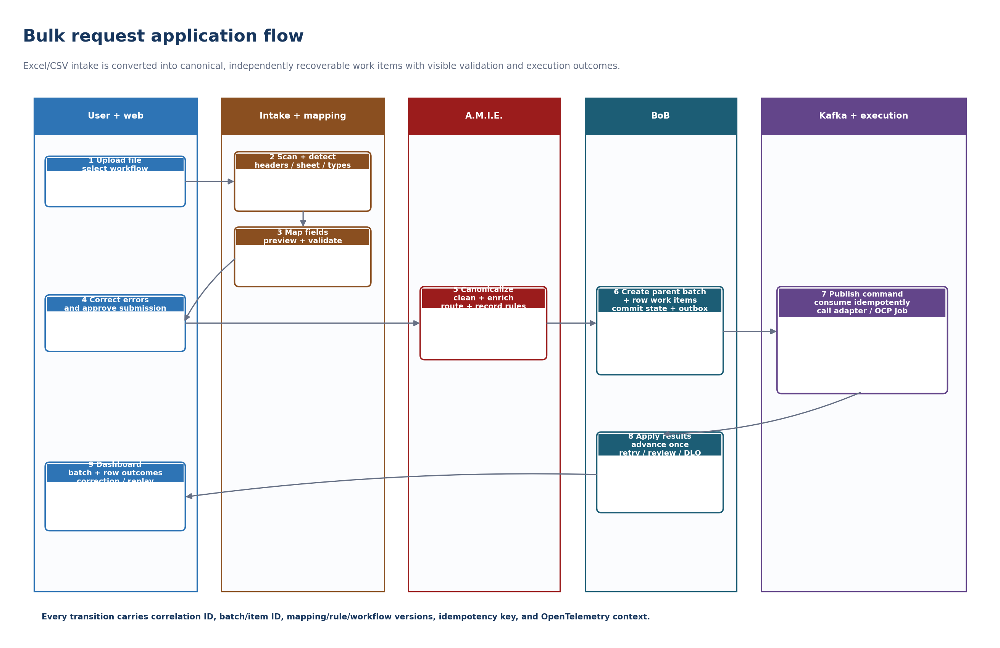 Bulk request application flow
Excel/CSV intake is converted into canonical, independently recoverable work items with visible validation and execution outcomes.
User + web
Intake + mapping
A.M.I.E.
BoB
Kafka + execution
1 Upload file
select workflow
2 Scan + detect
headers / sheet / types
3 Map fields
preview + validate
4 Correct errors
and approve submission
5 Canonicalize
clean + enrich
route + record rules
6 Create parent batch
+ row work items
commit state + outbox
7 Publish command
consume idempotently
call adapter / OCP Job
8 Apply results
advance once
retry / review / DLQ
9 Dashboard
batch + row outcomes
correction / replay
Every transition carries correlation ID, batch/item ID, mapping/rule/workflow versions, idempotency key, and OpenTelemetry context.